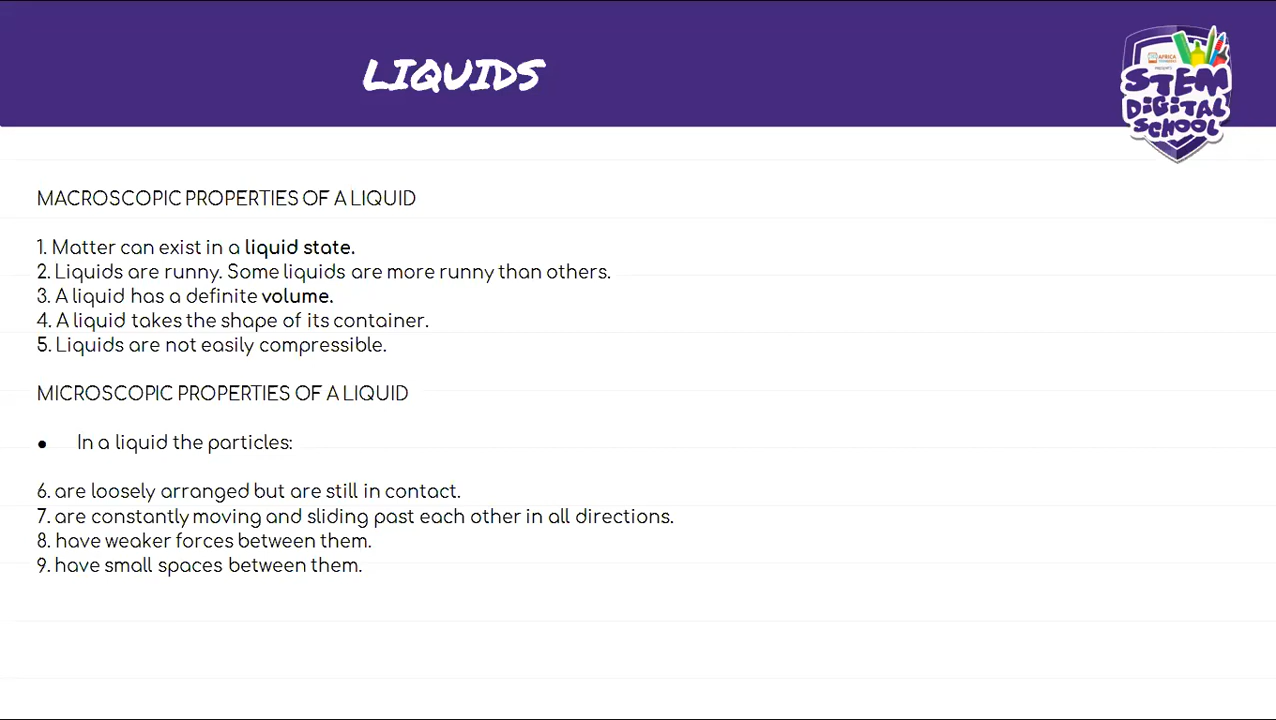 LIQUIDS
AFRICA
STEM
DIGITAL
SCHOOL
MACROSCOPIC PROPERTIES OF A LIQUID
1. Matter can exist in a liquid state.
2. Liquids are runny. Some liquids are more runny than others.
3. A liquid has a definite volume.
4. A liquid takes the shape of its container.
5. Liquids are not easily compressible.
MICROSCOPIC PROPERTIES OF A LIQUID
● In a liquid the particles:
6. are loosely arranged but are still in contact.
7. are constantly moving and sliding past each other in all directions.
8. have weaker forces between them.
9. have small spaces between them.